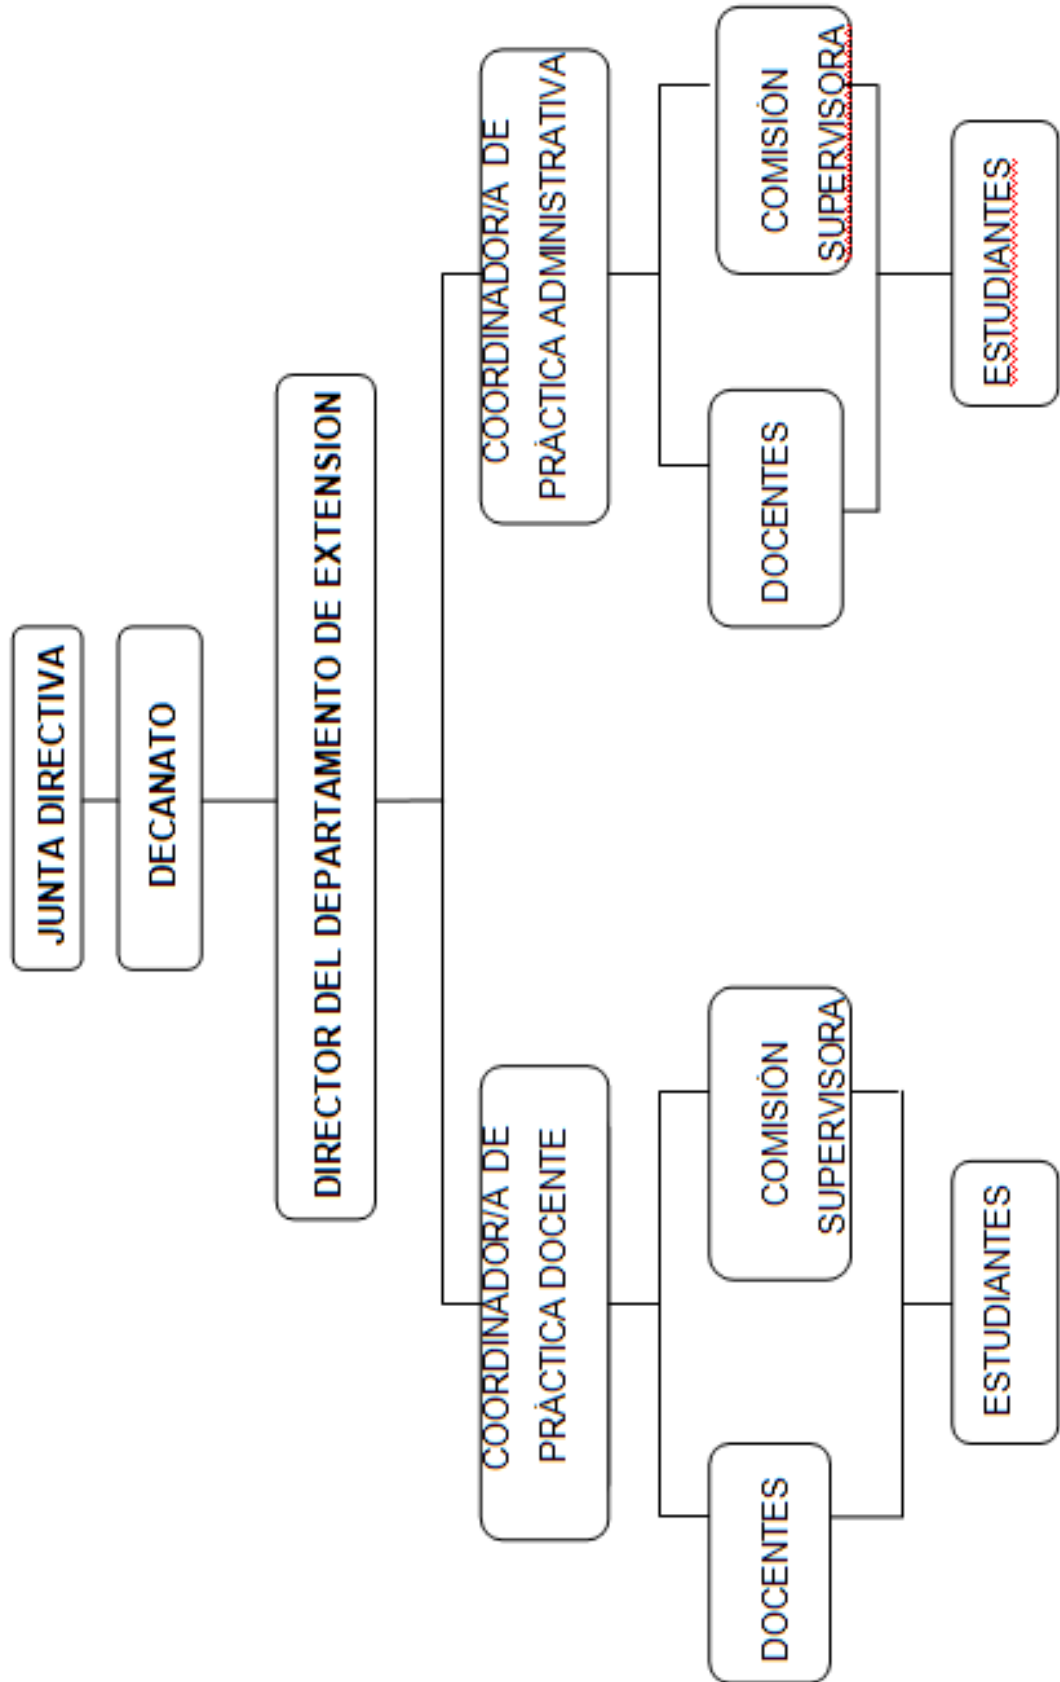 JUNTA DIRECTIVA
DECANATO
DIRECTOR DEL DEPARTAMENTO DE EXTENSION
COORDINADOR/A DE
PRÁCTICA DOCENTE
COORDINADOR/A DE
PRÁCTICA ADMINISTRATIVA
DOCENTES
COMISIÓN
SUPERVISORA
DOCENTES
COMISIÓN
SUPERVISORA
ESTUDIANTES
ESTUDIANTES